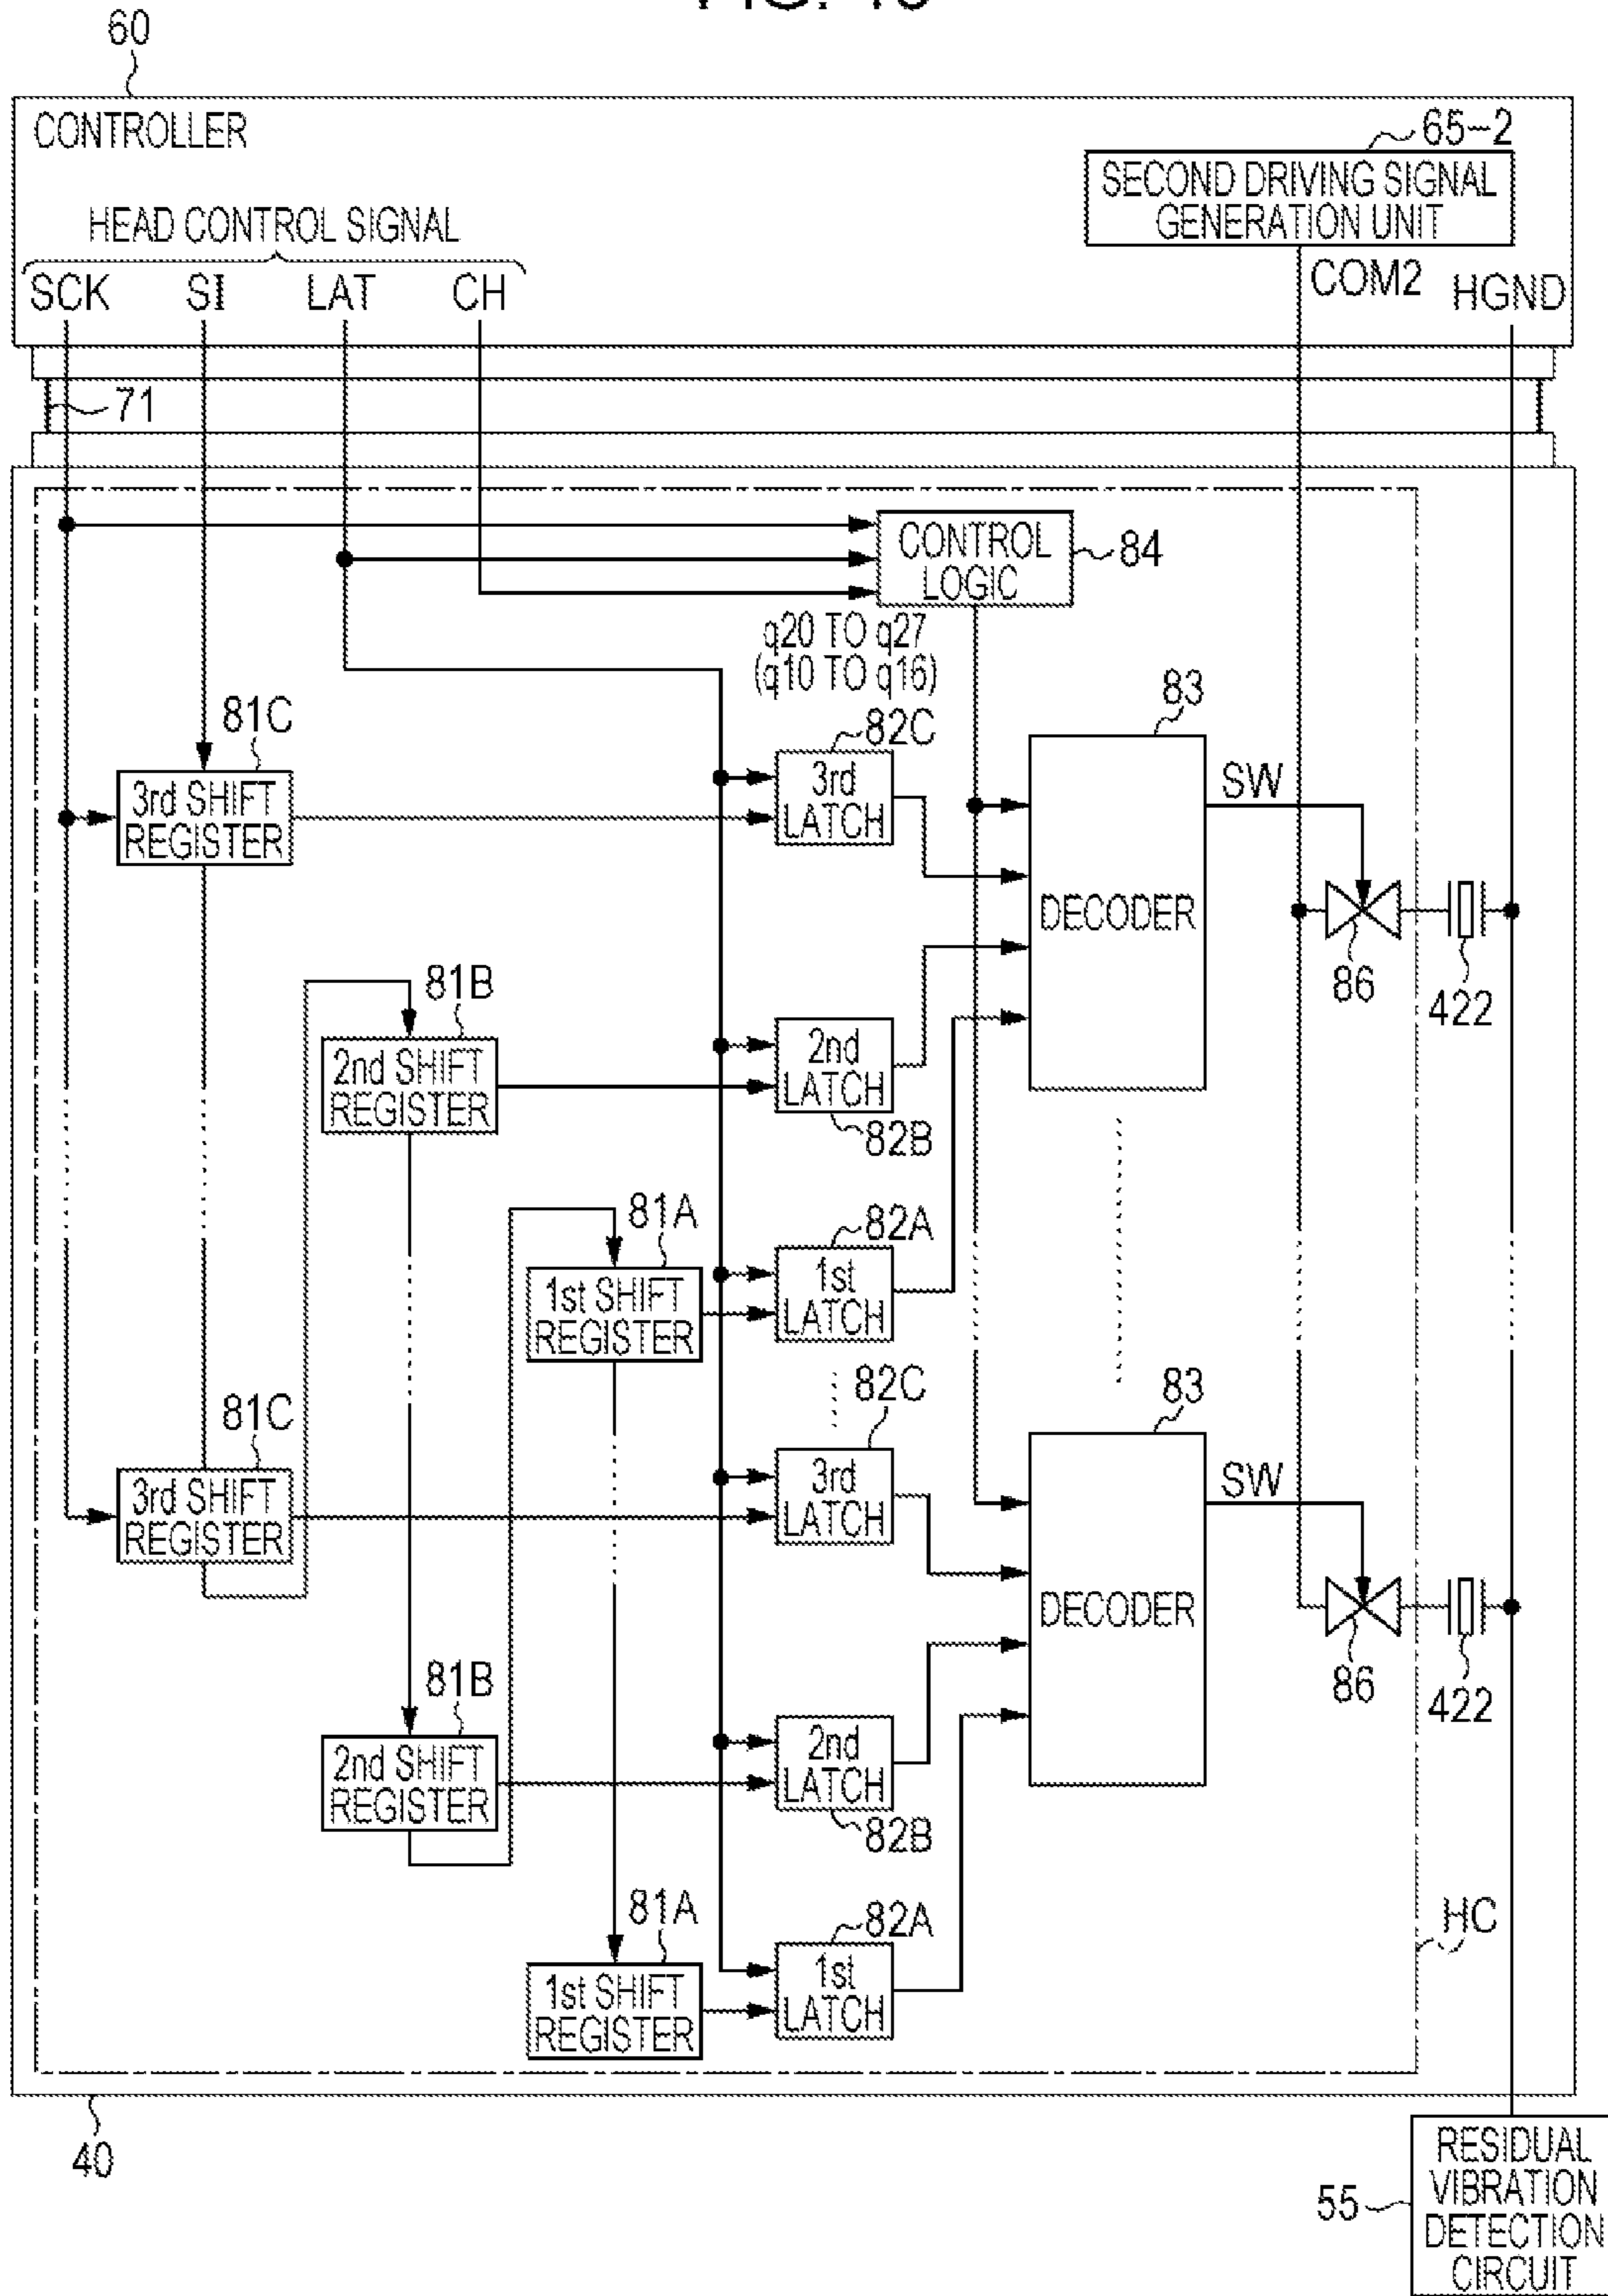 60
CONTROLLER
65-2
SECOND DRIVING SIGNAL
GENERATION UNIT
HEAD CONTROL SIGNAL
SCK SI LAT CH
COM2 HGND
71
CONTROL
LOGIC
84
q20 TO q27
(q10 TO q16)
81C
3rd SHIFT
REGISTER
82C
3rd
LATCH
83
DECODER
SW
86
422
81B
2nd SHIFT
REGISTER
2nd
LATCH
82B
81A
1st SHIFT
REGISTER
82A
1st
LATCH
81C
3rd SHIFT
REGISTER
82C
3rd
LATCH
83
DECODER
SW
86
422
81B
2nd SHIFT
REGISTER
2nd
LATCH
82B
81A
1st SHIFT
REGISTER
82A
1st
LATCH
HC
40
55
RESIDUAL
VIBRATION
DETECTION
CIRCUIT